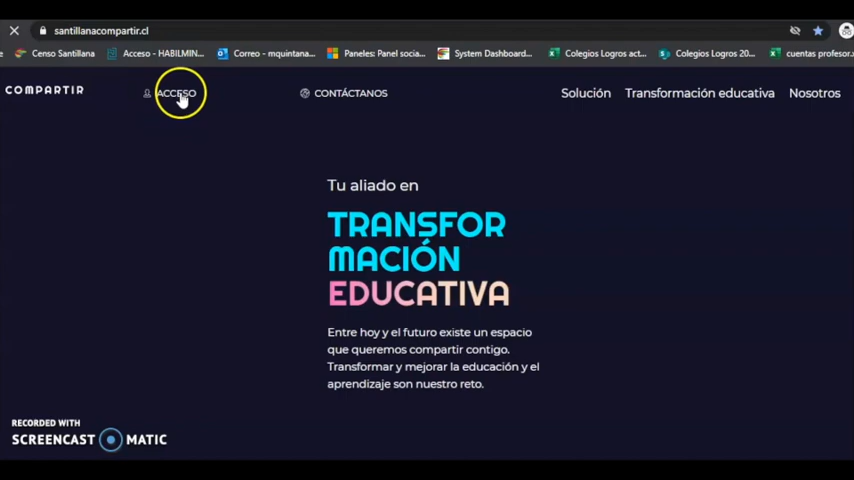 santillanacompartir.cl
Censo Santillana
Acceso - HABILMIN...
Correo - mquintana...
Paneles: Panel socia...
System Dashboard...
Colegios Logros act...
Colegios Logros 20...
cuentas profesor.
COMPARTIR
ACCESO
CONTÁCTANOS
Solución
Transformación educativa
Nosotros
Tu aliado en
TRANSFOR
MACIÓN
EDUCATIVA
Entre hoy y el futuro existe un espacio
que queremos compartir contigo.
Transformar y mejorar la educación y el
aprendizaje son nuestro reto.
RECORDED WITH
SCREENCAST MATIC